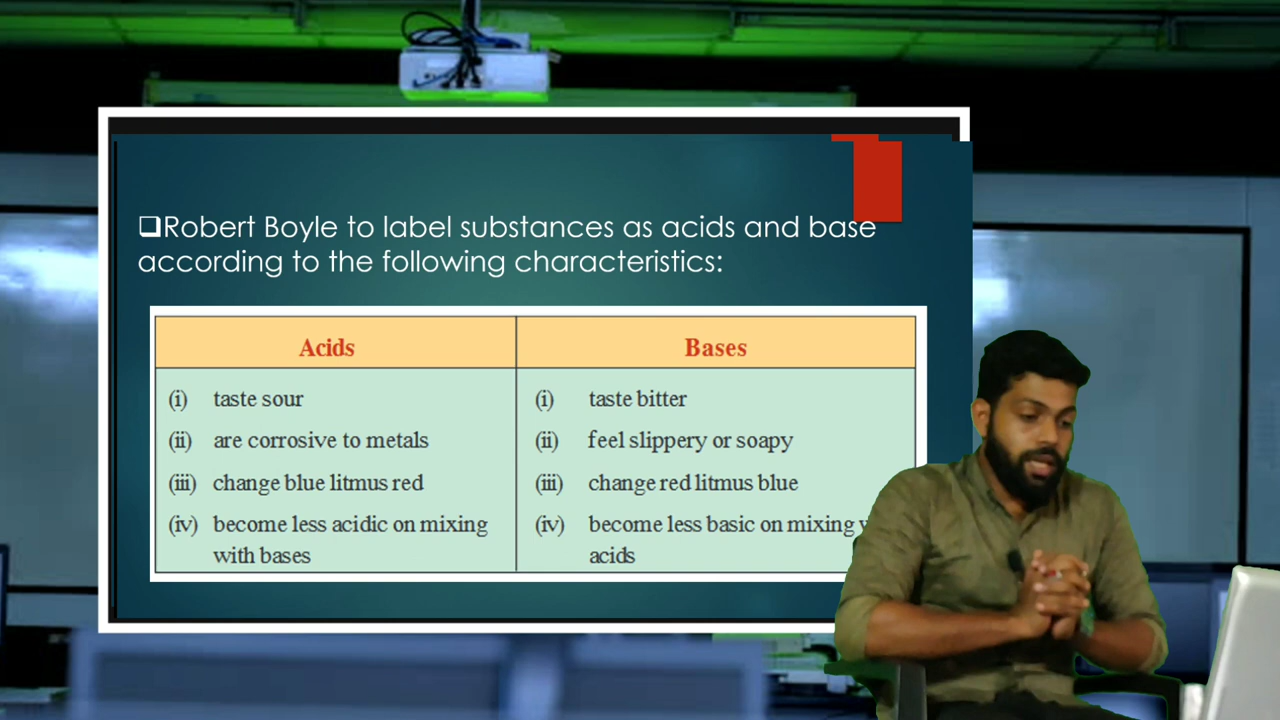 ❑Robert Boyle to label substances as acids and base
according to the following characteristics:
Acids
Bases
(i) taste sour
(ii) are corrosive to metals
(iii) change blue litmus red
(iv) become less acidic on mixing
with bases
(i) taste bitter
(ii) feel slippery or soapy
(iii) change red litmus blue
(iv) become less basic on mixing
acids